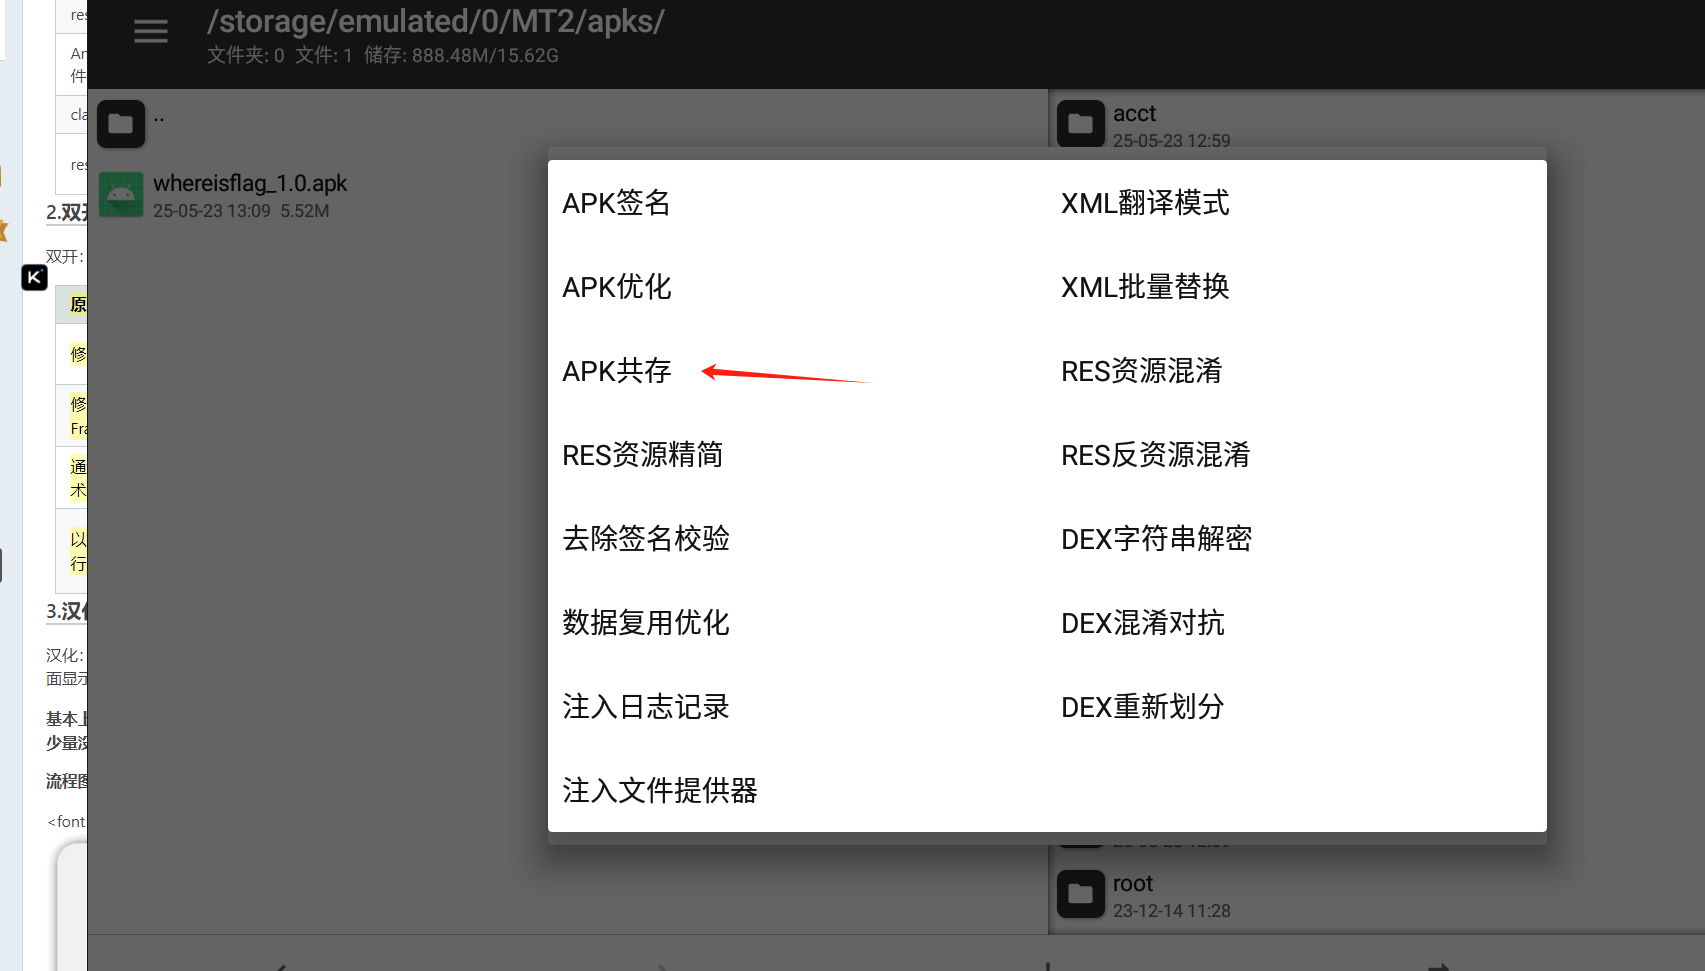 /storage/emulated/0/MT2/apks/
文件夹: 0 文件: 1 储存: 888.48M/15.62G
..
whereisflag_1.0.apk
25-05-23 13:09 5.52M
acct
25-05-23 12:59
APK签名
XML翻译模式
APK优化
XML批量替换
APK共存
RES资源混淆
RES资源精简
RES反资源混淆
去除签名校验
DEX字符串解密
数据复用优化
DEX混淆对抗
注入日志记录
DEX重新划分
注入文件提供器
root
23-12-14 11:28
res
件
cla
res
2.双开
双开:
K
原
修
修
Fra
通
术
以
行
3.汉化
汉化:
面显示
基本上
少量没
流程图
<font